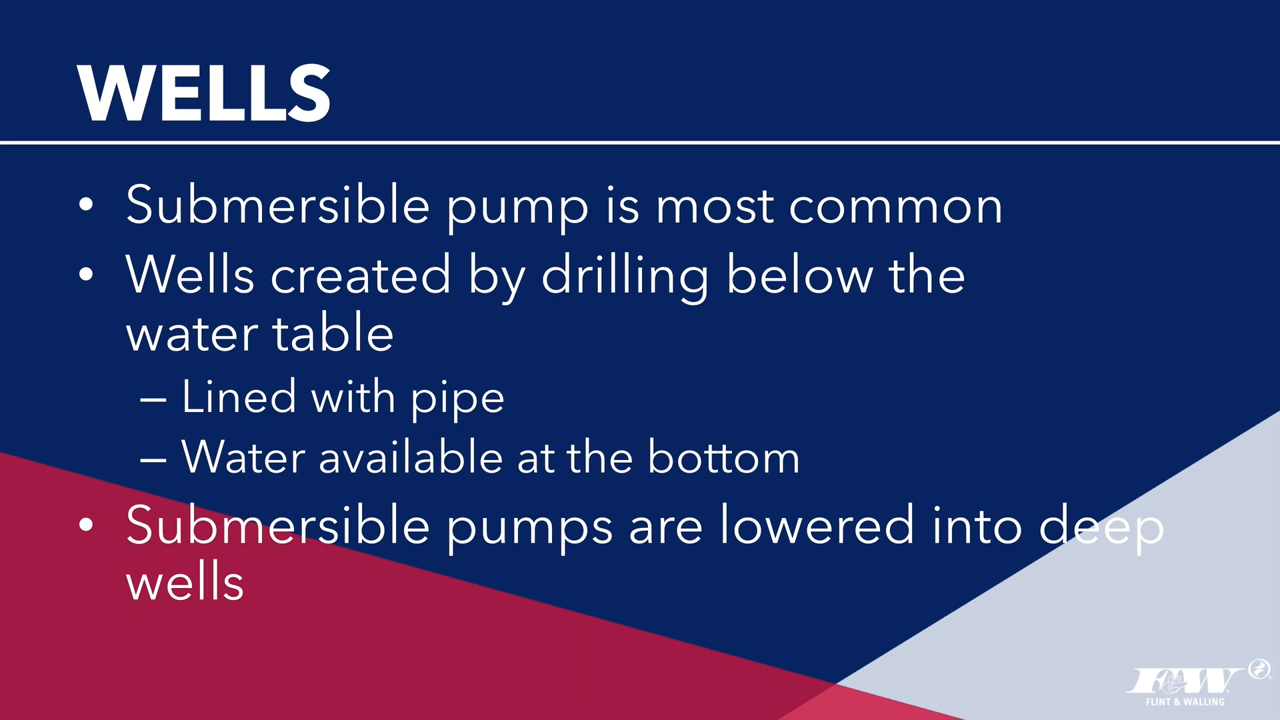 WELLS
• Submersible pump is most common
• Wells created by drilling below the
water table
– Lined with pipe
– Water available at the bottom
• Submersible pumps are lowered into deep
wells
F&W
FLINT & WALLING